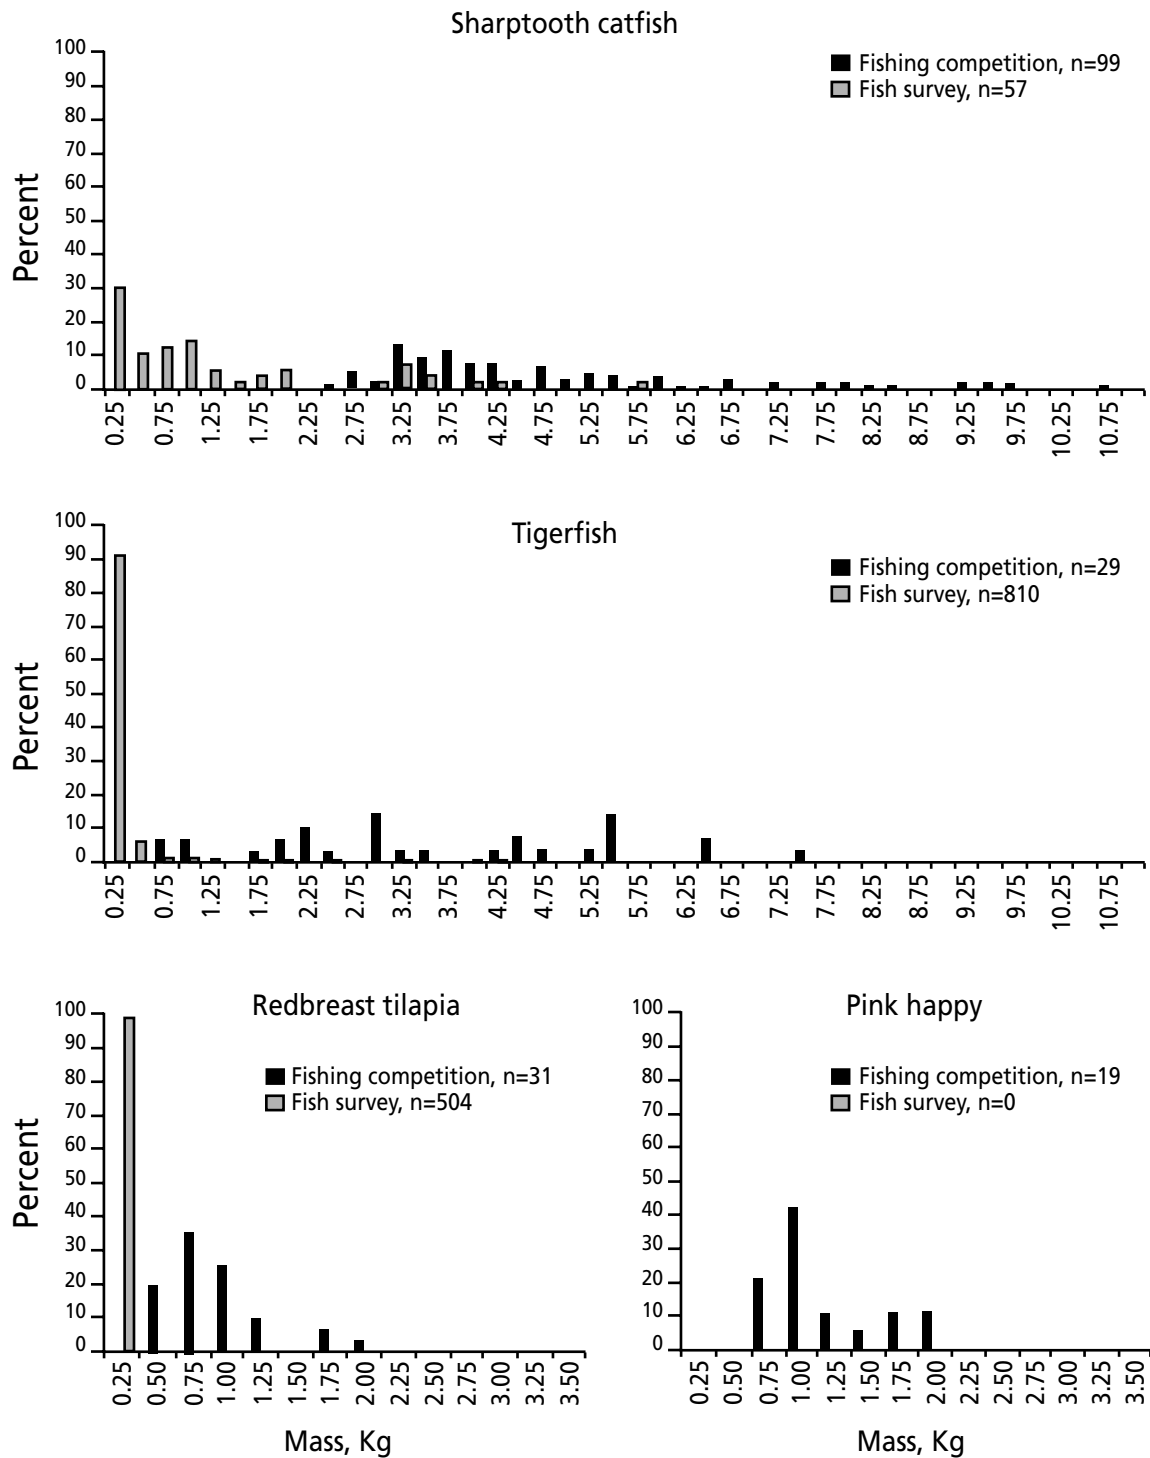 Sharptooth catfish
Fishing competition, n=99
Fish survey, n=57
Percent
100
90
80
70
60
50
40
30
20
10
0
0.25 0.75 1.25 1.75 2.25 2.75 3.25 3.75 4.25 4.75 5.25 5.75 6.25 6.75 7.25 7.75 8.25 8.75 9.25 9.75 10.25 10.75
Tigerfish
Fishing competition, n=29
Fish survey, n=810
Percent
100
90
80
70
60
50
40
30
20
10
0
0.25 0.75 1.25 1.75 2.25 2.75 3.25 3.75 4.25 4.75 5.25 5.75 6.25 6.75 7.25 7.75 8.25 8.75 9.25 9.75 10.25 10.75
Redbreast tilapia
Fishing competition, n=31
Fish survey, n=504
Percent
100
90
80
70
60
50
40
30
20
10
0
0.25 0.50 0.75 1.00 1.25 1.50 1.75 2.00 2.25 2.50 2.75 3.00 3.25 3.50
Mass, Kg
Pink happy
Fishing competition, n=19
Fish survey, n=0
100
90
80
70
60
50
40
30
20
10
0
0.25 0.50 0.75 1.00 1.25 1.50 1.75 2.00 2.25 2.50 2.75 3.00 3.25 3.50
Mass, Kg